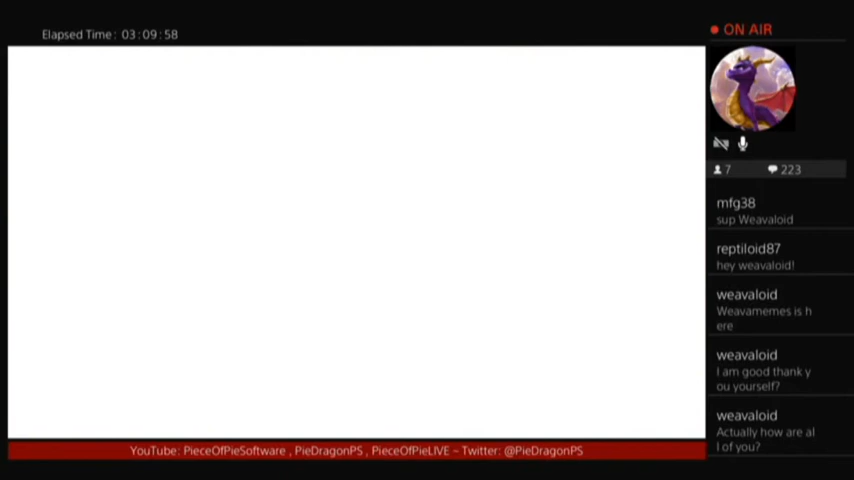 Elapsed Time: 03:09:58
ON AIR
7 223
mfg38
sup Weavaloid
reptiloid87
hey weavaloid!
weavaloid
Weavamemes is h
ere
weavaloid
I am good thank y
ou yourself?
weavaloid
Actually how are al
l of you?
YouTube: PieceOfPieSoftware , PieDragonPS , PieceOfPieLIVE ~ Twitter: @PieDragonPS